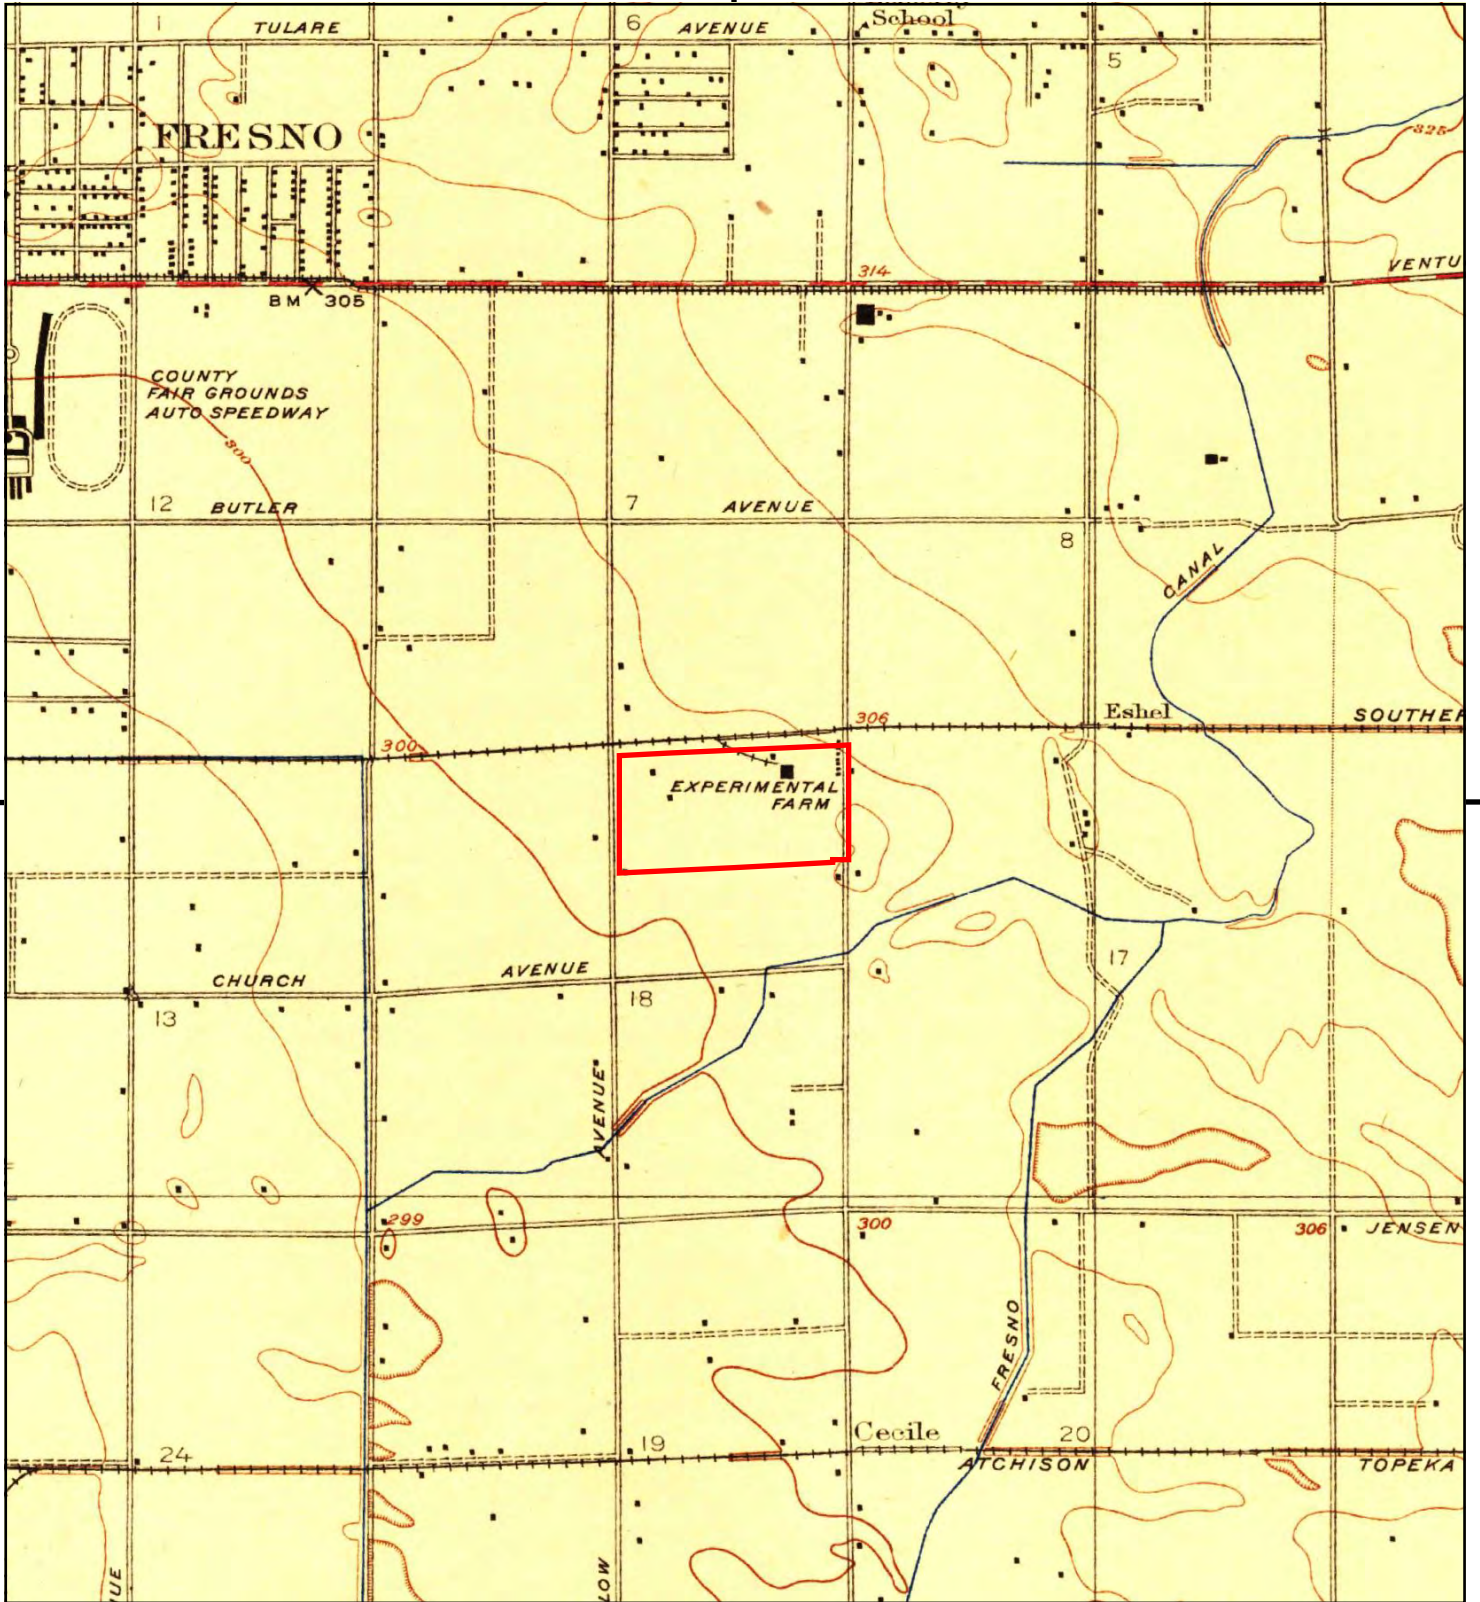 1
TULARE
6
AVENUE
School
5
FRESNO
325
314
VENTU
BM 305
COUNTY
FAIR GROUNDS
AUTO SPEEDWAY
300
12
BUTLER
7
AVENUE
8
CANAL
306
Eshel
SOUTHER
300
EXPERIMENTAL
FARM
CHURCH
AVENUE
18
17
13
AVENUE
299
300
306
JENSEN
FRESNO
Cecile
24
19
20
ATCHISON
TOPEKA
UE
LOW